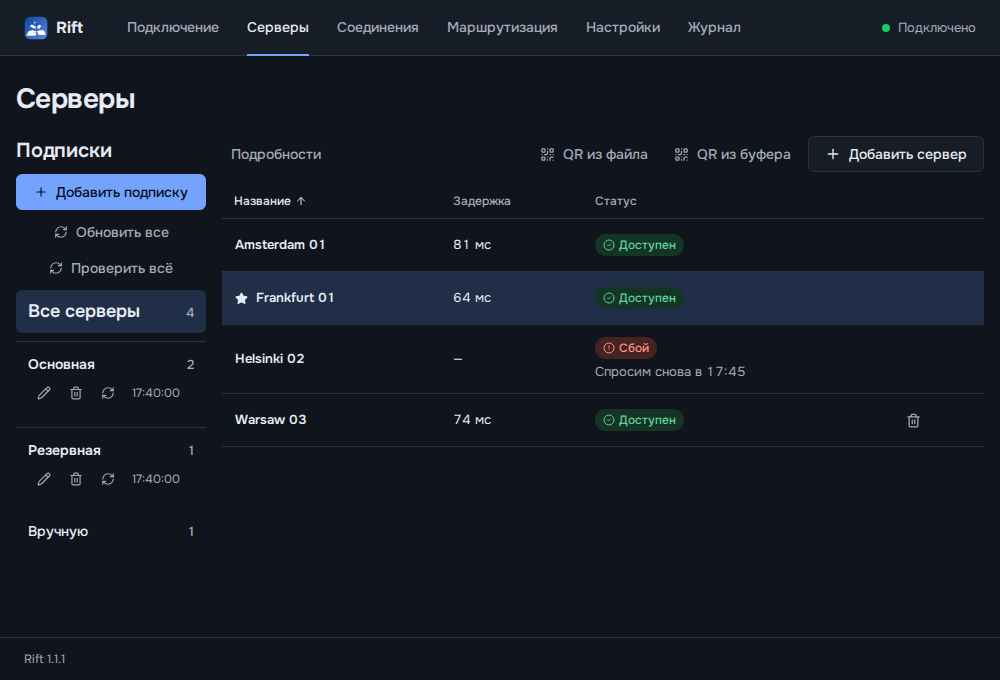 Rift Подключение Серверы Соединения Маршрутизация Настройки Журнал Подключено
Серверы
Подписки
Добавить подписку
Обновить все
Проверить всё
Все серверы 4
Основная 2
17:40:00
Резервная 1
17:40:00
Вручную 1
Подробности QR из файла QR из буфера Добавить сервер
Название Задержка Статус
Amsterdam 01 81 мс Доступен
Frankfurt 01 64 мс Доступен
Helsinki 02 — Сбой
Спросим снова в 17:45
Warsaw 03 74 мс Доступен
Rift 1.1.1